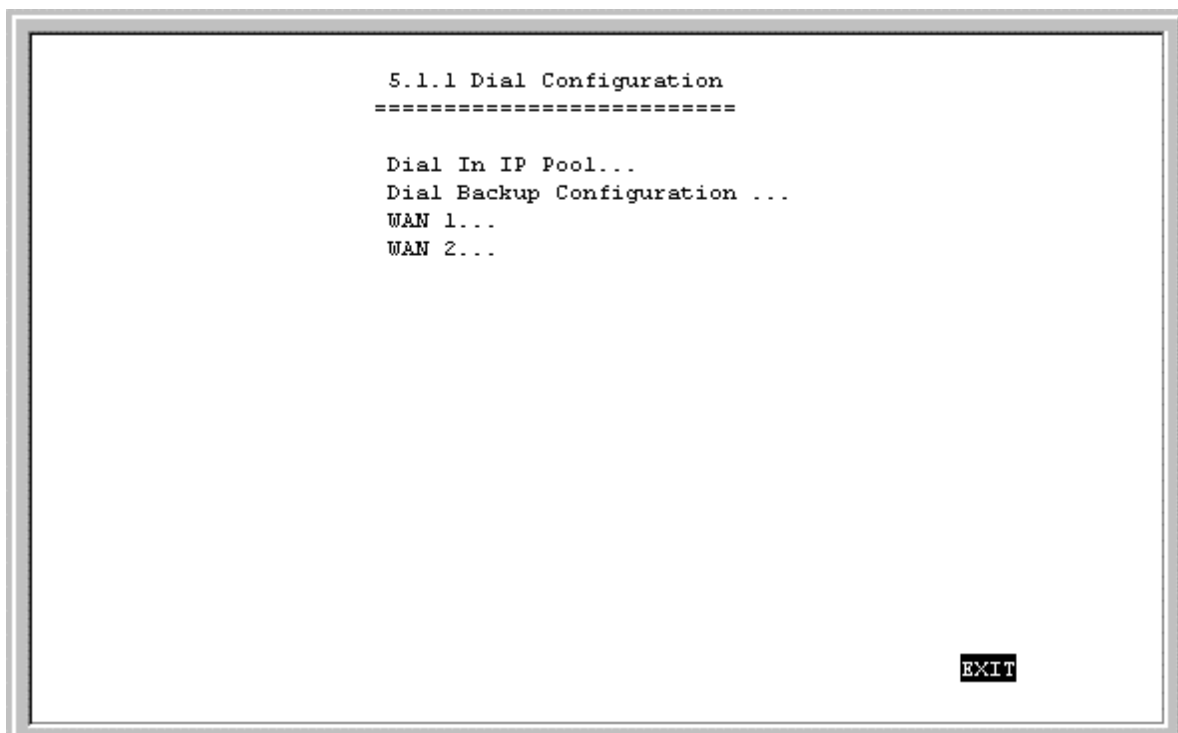 5.1.1 Dial Configuration
==========================
Dial In IP Pool...
Dial Backup Configuration ...
WAN 1...
WAN 2...
EXIT